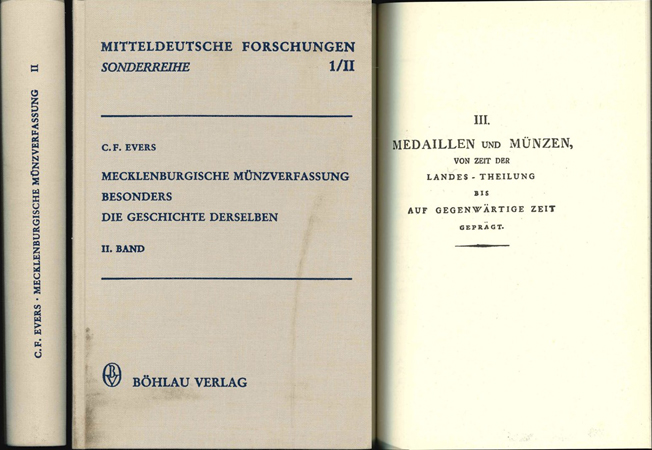 C. F. EVERS · MECKLENBURGISCHE MÜNZVERFASSUNG II
MITTELDEUTSCHE FORSCHUNGEN
SONDERREIHE 1/II
C. F. EVERS
MECKLENBURGISCHE MÜNZVERFASSUNG
BESONDERS
DIE GESCHICHTE DERSELBEN
II. BAND
BV
BÖHLAU VERLAG
III.
MEDAILLEN UND MÜNZEN,
VON ZEIT DER
LANDES-THEILUNG
BIS
AUF GEGENWÄRTIGE ZEIT
GEPRÄGT.